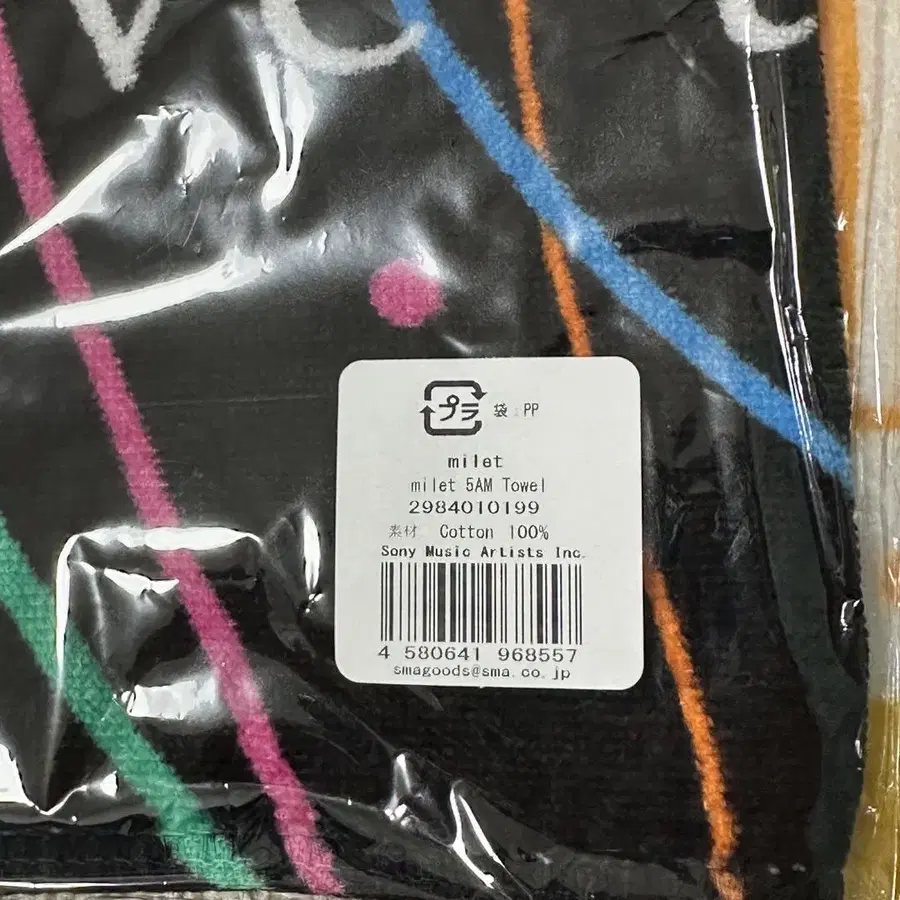 プラ 袋:PP
milet
milet 5AM Towel
2984010199
素材 Cotton 100%
Sony Music Artists Inc.
4 580641 968557
smagoods@sma.co.jp